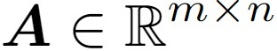 𝑨 ∈ ℝ^{m×n}